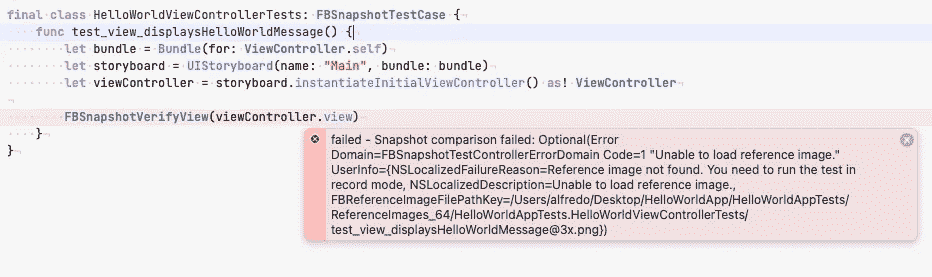 final class HelloWorldViewControllerTests: FBSnapshotTestCase {
func test_view_displaysHelloWorldMessage() {
let bundle = Bundle(for: ViewController.self)
let storyboard = UIStoryboard(name: "Main", bundle: bundle)
let viewController = storyboard.instantiateInitialViewController() as! ViewController
FBSnapshotVerifyView(viewController.view)
}
}
failed - Snapshot comparison failed: Optional(Error
Domain=FBSnapshotTestControllerErrorDomain Code=1 "Unable to load reference image."
UserInfo={NSLocalizedFailureReason=Reference image not found. You need to run the test in
record mode, NSLocalizedDescription=Unable to load reference image.,
FBReferenceImageFilePathKey=/Users/alfredo/Desktop/HelloWorldApp/HelloWorldAppTests/
ReferenceImages_64/HelloWorldAppTests.HelloWorldViewControllerTests/
test_view_displaysHelloWorldMessage@3x.png})